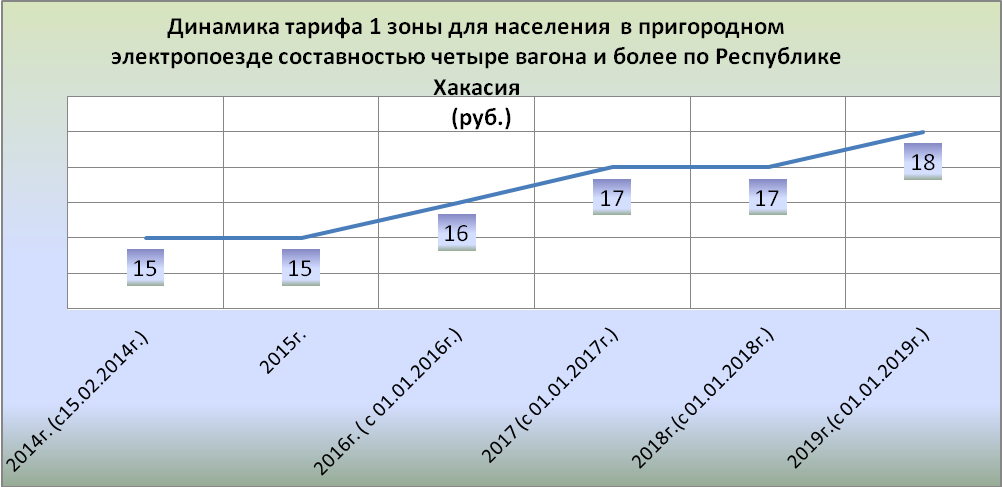 Динамика тарифа 1 зоны для населения  в пригородном
электропоезде составностью четыре вагона и более по Республике
Хакасия
(руб.)
15
15
16
17
17
18
2014г. (с15.02.2014г.)
2015г.
2016г. ( с 01.01.2016г.)
2017 (с 01.01.2017г.)
2018г.(с 01.01.2018г.)
2019г.(с 01.01.2019г.)